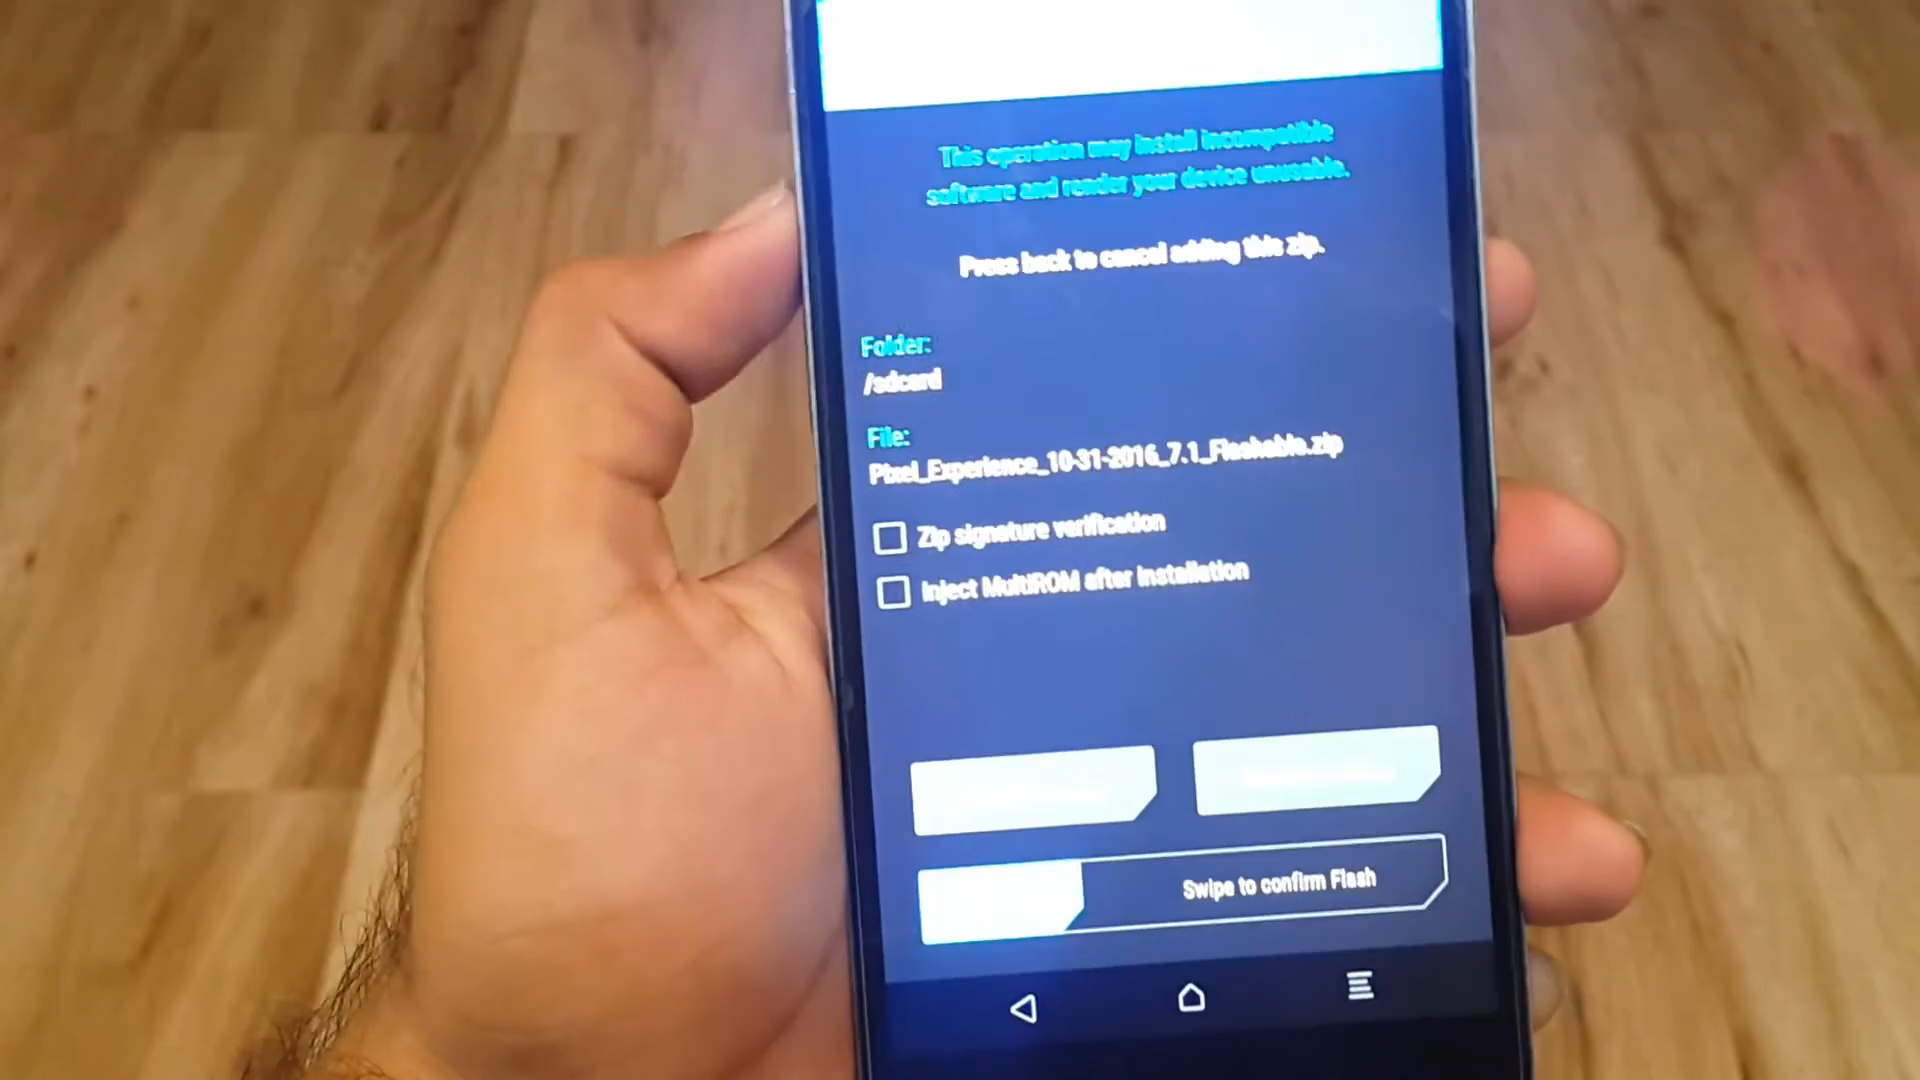 This operation may install incompatible
software and render your device unusable.
Press back to cancel adding this zip.
Folder:
/sdcard
File:
Pixel_Experience_10-31-2016_7.1_Flashable.zip
Zip signature verification
Inject MultiROM after installation
Swipe to confirm Flash